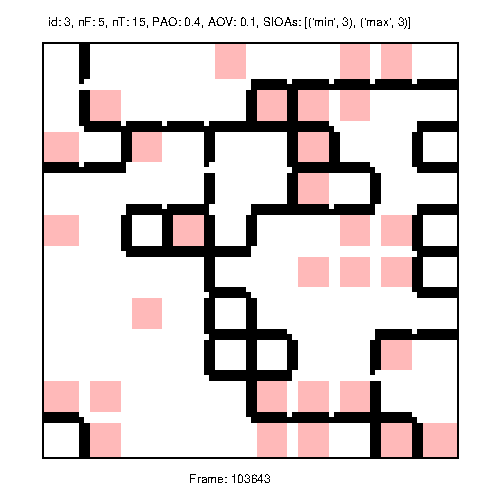 id: 3, nF: 5, nT: 15, PAO: 0.4, AOV: 0.1, SIOAs: [('min', 3), ('max', 3)]
Frame: 103643